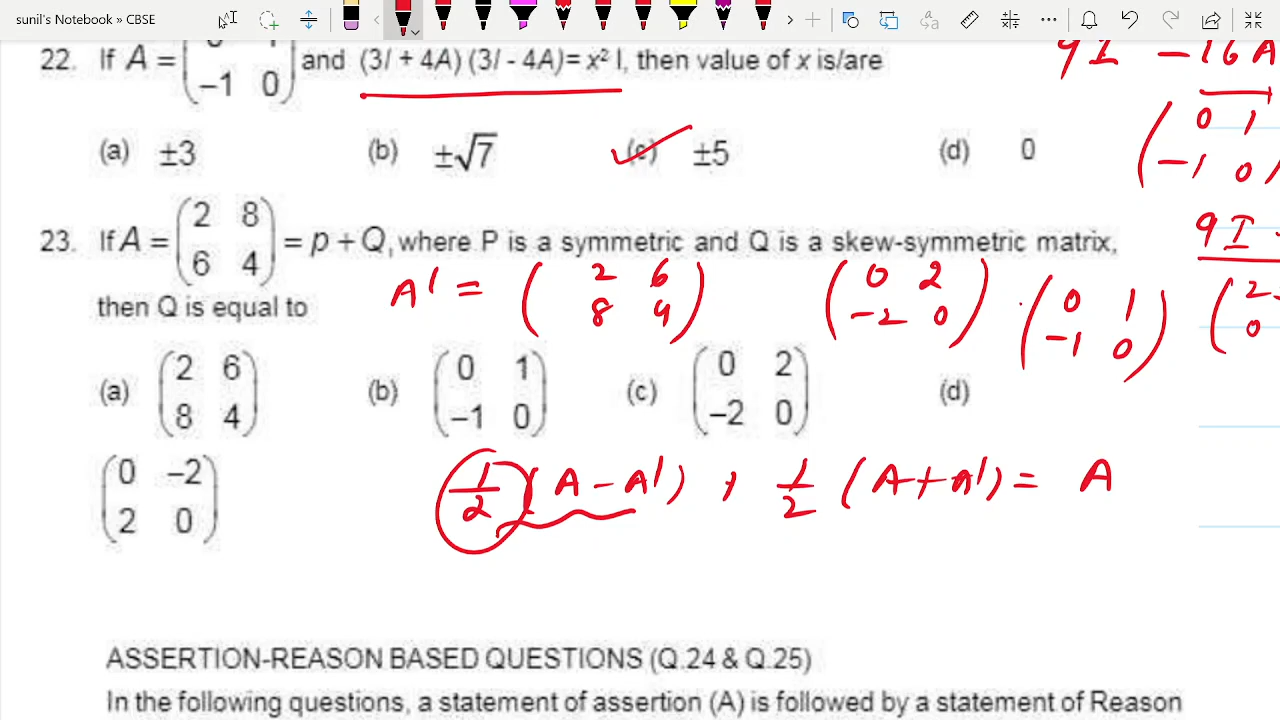 sunil's Notebook » CBSE
22. If A = ( 0 1 −1 0 ) and (3I + 4A) (3I - 4A)= x² I, then value of x is/are
(a) ±3 (b) ±√7 (c) ±5 (d) 0
9I − 16A
( 0 1
−1 0
23. If A = ( 2 8 6 4 ) = p + Q, where P is a symmetric and Q is a skew-symmetric matrix,
9I
then Q is equal to
A' = ( 2 6 8 4 ) ( 0 2 −2 0 ) · ( 0 1 −1 0 ) ( 2 0
(a) ( 2 6 8 4 ) (b) ( 0 1 −1 0 ) (c) ( 0 2 −2 0 ) (d)
( 0 −2 2 0 )
1/2 (A − A') + 1/2 (A + A') = A
ASSERTION-REASON BASED QUESTIONS (Q.24 & Q.25)
In the following questions, a statement of assertion (A) is followed by a statement of Reason